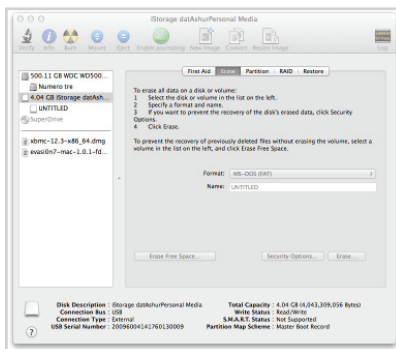 iStorage datAshurPersonal Media
Verify Info Burn Mount Eject Enable Journaling New Image Convert Resize Image Log
500.11 GB WDC WD500...
Numero tre
4.04 GB iStorage datAsh...
UNTITLED
SuperDrive
xbmc-12.3-x86_64.dmg
evasi0n7-mac-1.0.1-fd...
First Aid Erase Partition RAID Restore
To erase all data on a disk or volume:
1 Select the disk or volume in the list on the left.
2 Specify a format and name.
3 If you want to prevent the recovery of the disk's erased data, click Security
Options.
4 Click Erase.
To prevent the recovery of previously deleted files without erasing the volume, select a
volume in the list on the left, and click Erase Free Space.
Format: MS-DOS (FAT)
Name: UNTITLED
Erase Free Space... Security Options... Erase...
Disk Description : iStorage datAshurPersonal Media Total Capacity : 4.04 GB (4,043,309,056 Bytes)
Connection Bus : USB Write Status : Read/Write
Connection Type : External S.M.A.R.T. Status : Not Supported
USB Serial Number : 20096004141760130009 Partition Map Scheme : Master Boot Record
?